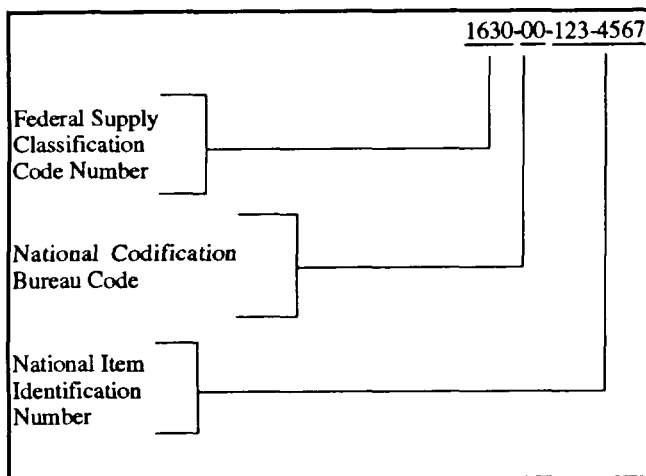 1630-00-123-4567
Federal Supply
Classification
Code Number
National Codification
Bureau Code
National Item
Identification
Number